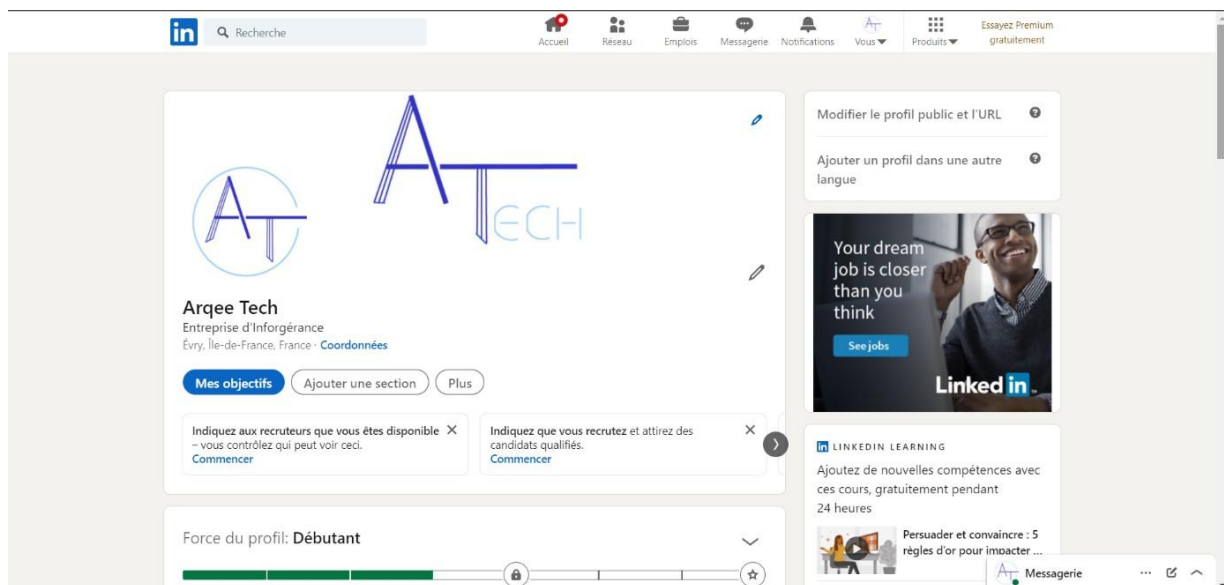 in
Recherche
Accueil
Réseau
Emplois
Messagerie
Notifications
Vous
Produits
Essayez Premium
gratuitement
AT
ATECH
Arqee Tech
Entreprise d'Inforgérance
Évry, Île-de-France, France · Coordonnées
Mes objectifs
Ajouter une section
Plus
Indiquez aux recruteurs que vous êtes disponible
– vous contrôlez qui peut voir ceci.
Commencer
Indiquez que vous recrutez et attirez des
candidats qualifiés.
Commencer
Force du profil: Débutant
Modifier le profil public et l'URL
Ajouter un profil dans une autre
langue
Your dream
job is closer
than you
think
See jobs
Linked in
in LINKEDIN LEARNING
Ajoutez de nouvelles compétences avec
ces cours, gratuitement pendant
24 heures
Persuader et convaincre : 5
règles d'or pour impacter ...
AT Messagerie